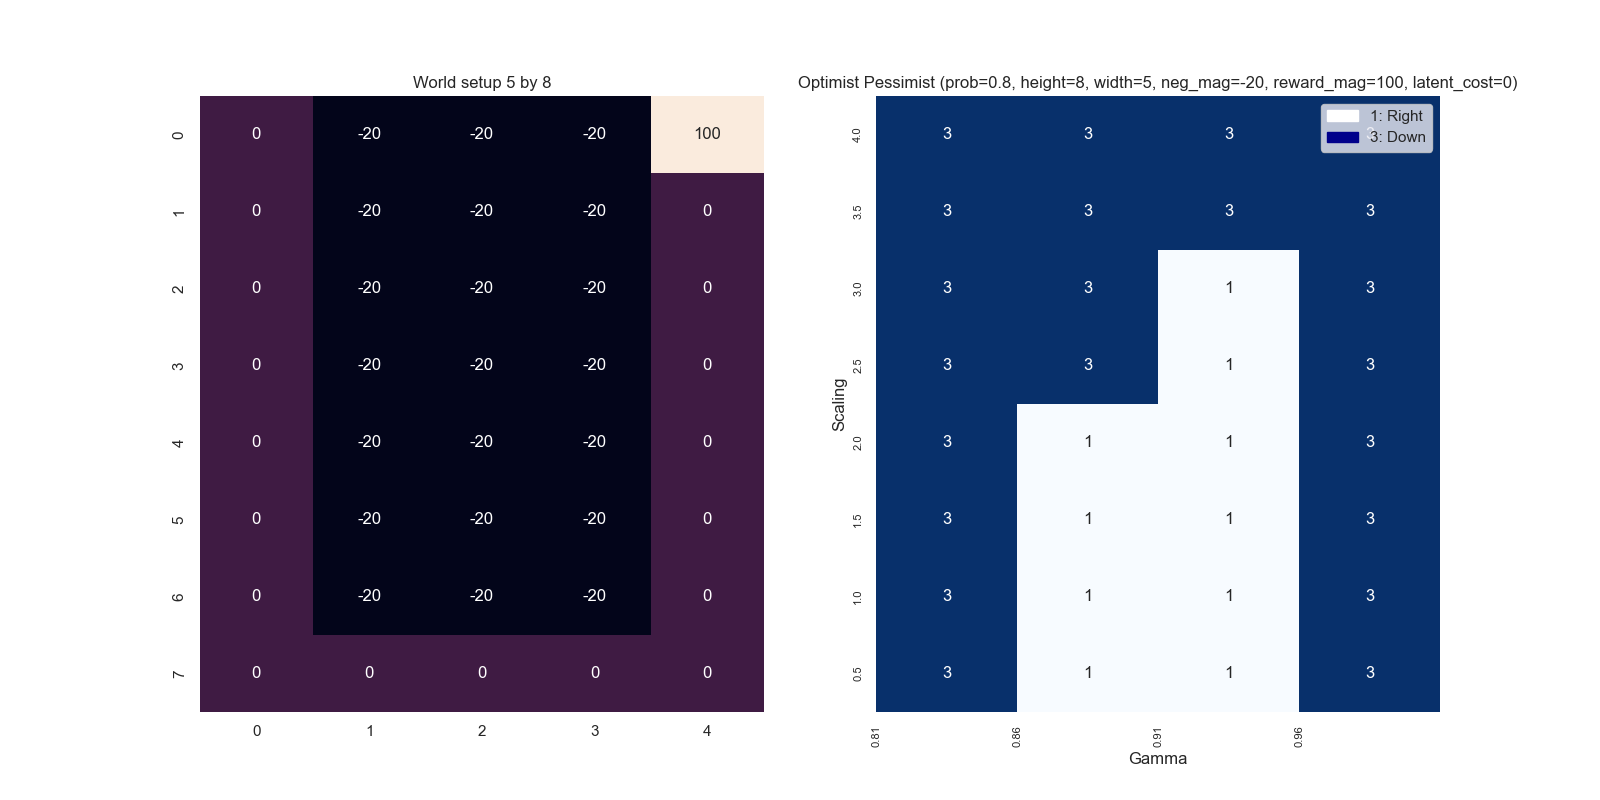 World setup 5 by 8
0 0 -20 -20 -20 100
1 0 -20 -20 -20 0
2 0 -20 -20 -20 0
3 0 -20 -20 -20 0
4 0 -20 -20 -20 0
5 0 -20 -20 -20 0
6 0 -20 -20 -20 0
7 0 0 0 0 0
0 1 2 3 4
Optimist Pessimist (prob=0.8, height=8, width=5, neg_mag=-20, reward_mag=100, latent_cost=0)
1: Right
3: Down
Scaling
4.0 3 3 3 3
3.5 3 3 3 3
3.0 3 3 1 3
2.5 3 3 1 3
2.0 3 1 1 3
1.5 3 1 1 3
1.0 3 1 1 3
0.5 3 1 1 3
0.81 0.86 0.91 0.96
Gamma